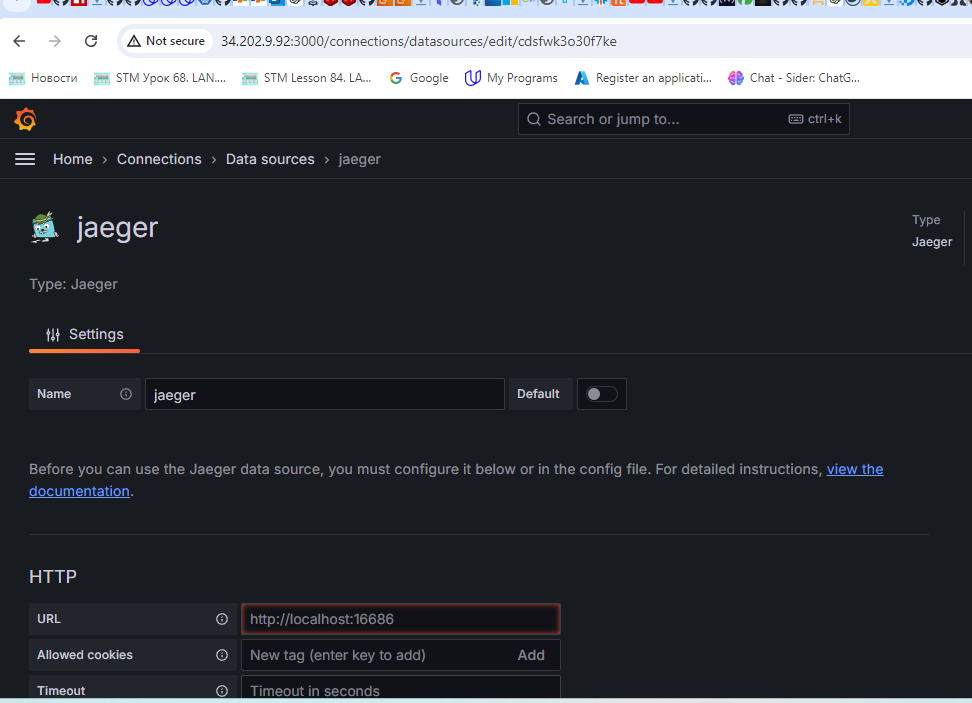 Not secure 34.202.9.92:3000/connections/datasources/edit/cdsfwk3o30f7ke
Новости STM Урок 68. LAN.... STM Lesson 84. LA... Google My Programs Register an applicati... Chat - Sider: ChatG...
Search or jump to... ctrl+k
Home › Connections › Data sources › jaeger
jaeger
Type
Jaeger
Type: Jaeger
Settings
Name jaeger Default
Before you can use the Jaeger data source, you must configure it below or in the config file. For detailed instructions, view the
documentation.
HTTP
URL http://localhost:16686
Allowed cookies New tag (enter key to add) Add
Timeout Timeout in seconds